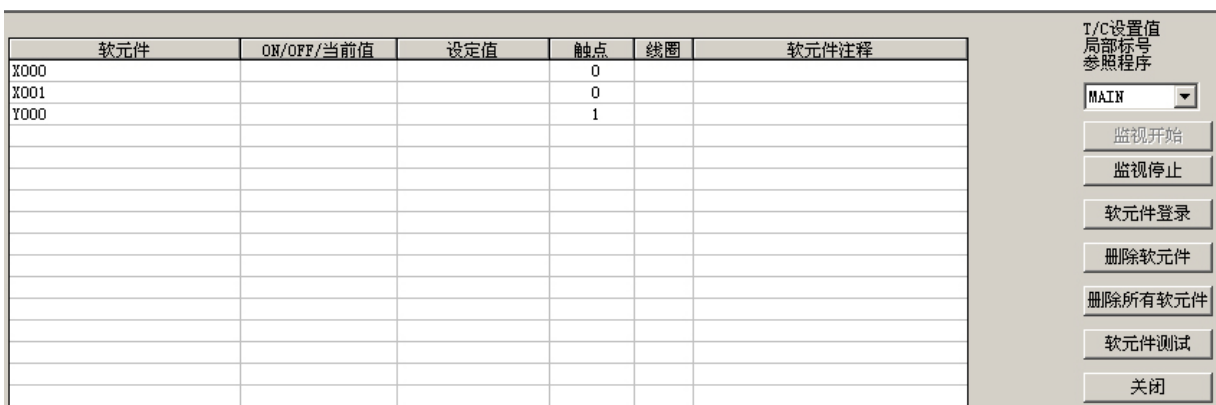 软元件 ON/OFF/当前值 设定值 触点 线圈 软元件注释
X000 0
X001 0
Y000 1
T/C设置值
局部标号
参照程序
MAIN
监视开始
监视停止
软元件登录
删除软元件
删除所有软元件
软元件测试
关闭